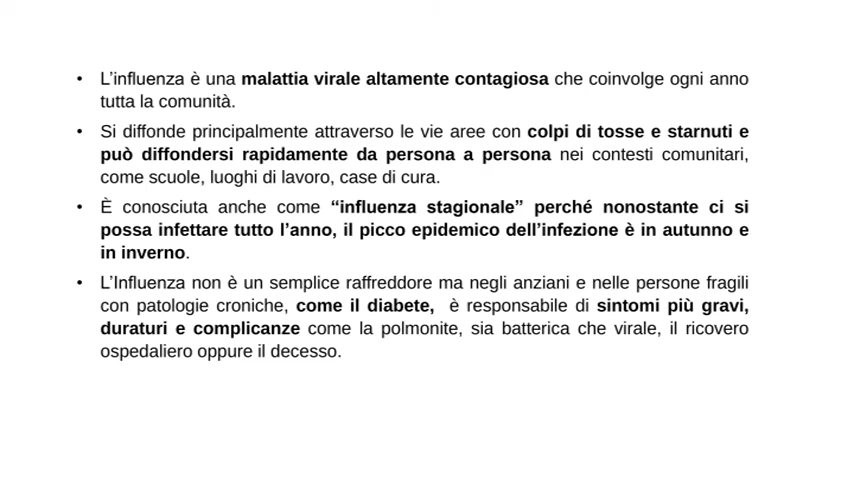 • L’influenza è una malattia virale altamente contagiosa che coinvolge ogni anno
tutta la comunità.
• Si diffonde principalmente attraverso le vie aree con colpi di tosse e starnuti e
può diffondersi rapidamente da persona a persona nei contesti comunitari,
come scuole, luoghi di lavoro, case di cura.
• È conosciuta anche come “influenza stagionale” perché nonostante ci si
possa infettare tutto l’anno, il picco epidemico dell’infezione è in autunno e
in inverno.
• L’Influenza non è un semplice raffreddore ma negli anziani e nelle persone fragili
con patologie croniche, come il diabete, è responsabile di sintomi più gravi,
duraturi e complicanze come la polmonite, sia batterica che virale, il ricovero
ospedaliero oppure il decesso.